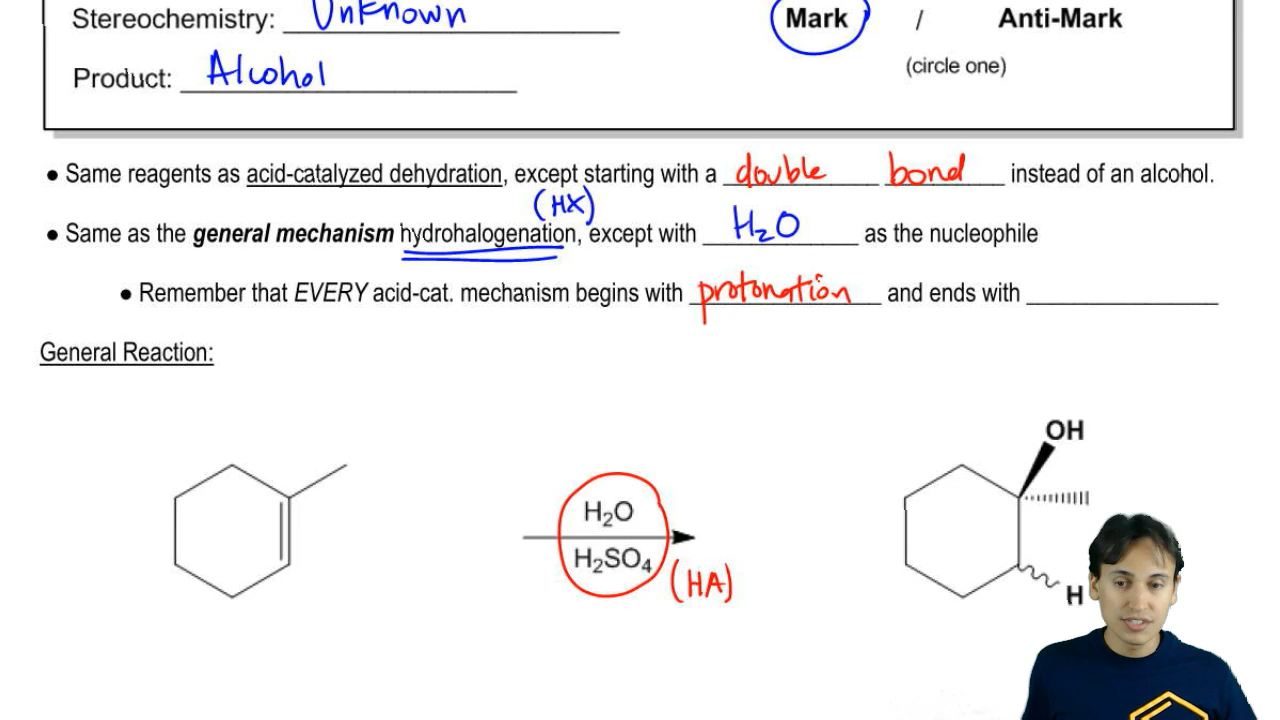 Stereochemistry: Unknown Mark / Anti-Mark
Product: Alcohol (circle one)
● Same reagents as acid-catalyzed dehydration, except starting with a double bond instead of an alcohol.
(HX)
● Same as the general mechanism hydrohalogenation, except with H₂O as the nucleophile
● Remember that EVERY acid-cat. mechanism begins with protonation and ends with
General Reaction:
OH
H₂O
H₂SO₄
(HA)
H